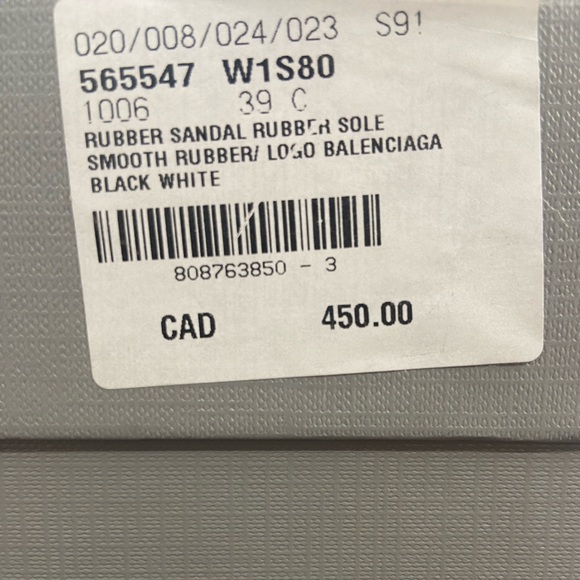 020/008/024/023 S9!
565547 W1S80
1006 39 C
RUBBER SANDAL RUBBER SOLE
SMOOTH RUBBER/ LOGO BALENCIAGA
BLACK WHITE
808763850 - 3
CAD 450.00